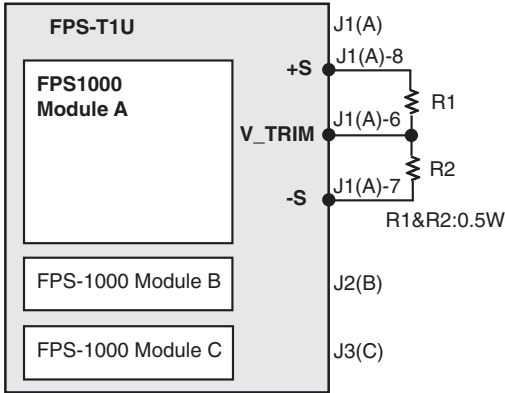 FPS-T1U
J1(A)
FPS1000
Module A
+S
J1(A)-8
R1
V_TRIM
J1(A)-6
R2
-S
J1(A)-7
R1&R2:0.5W
FPS-1000 Module B
J2(B)
FPS-1000 Module C
J3(C)